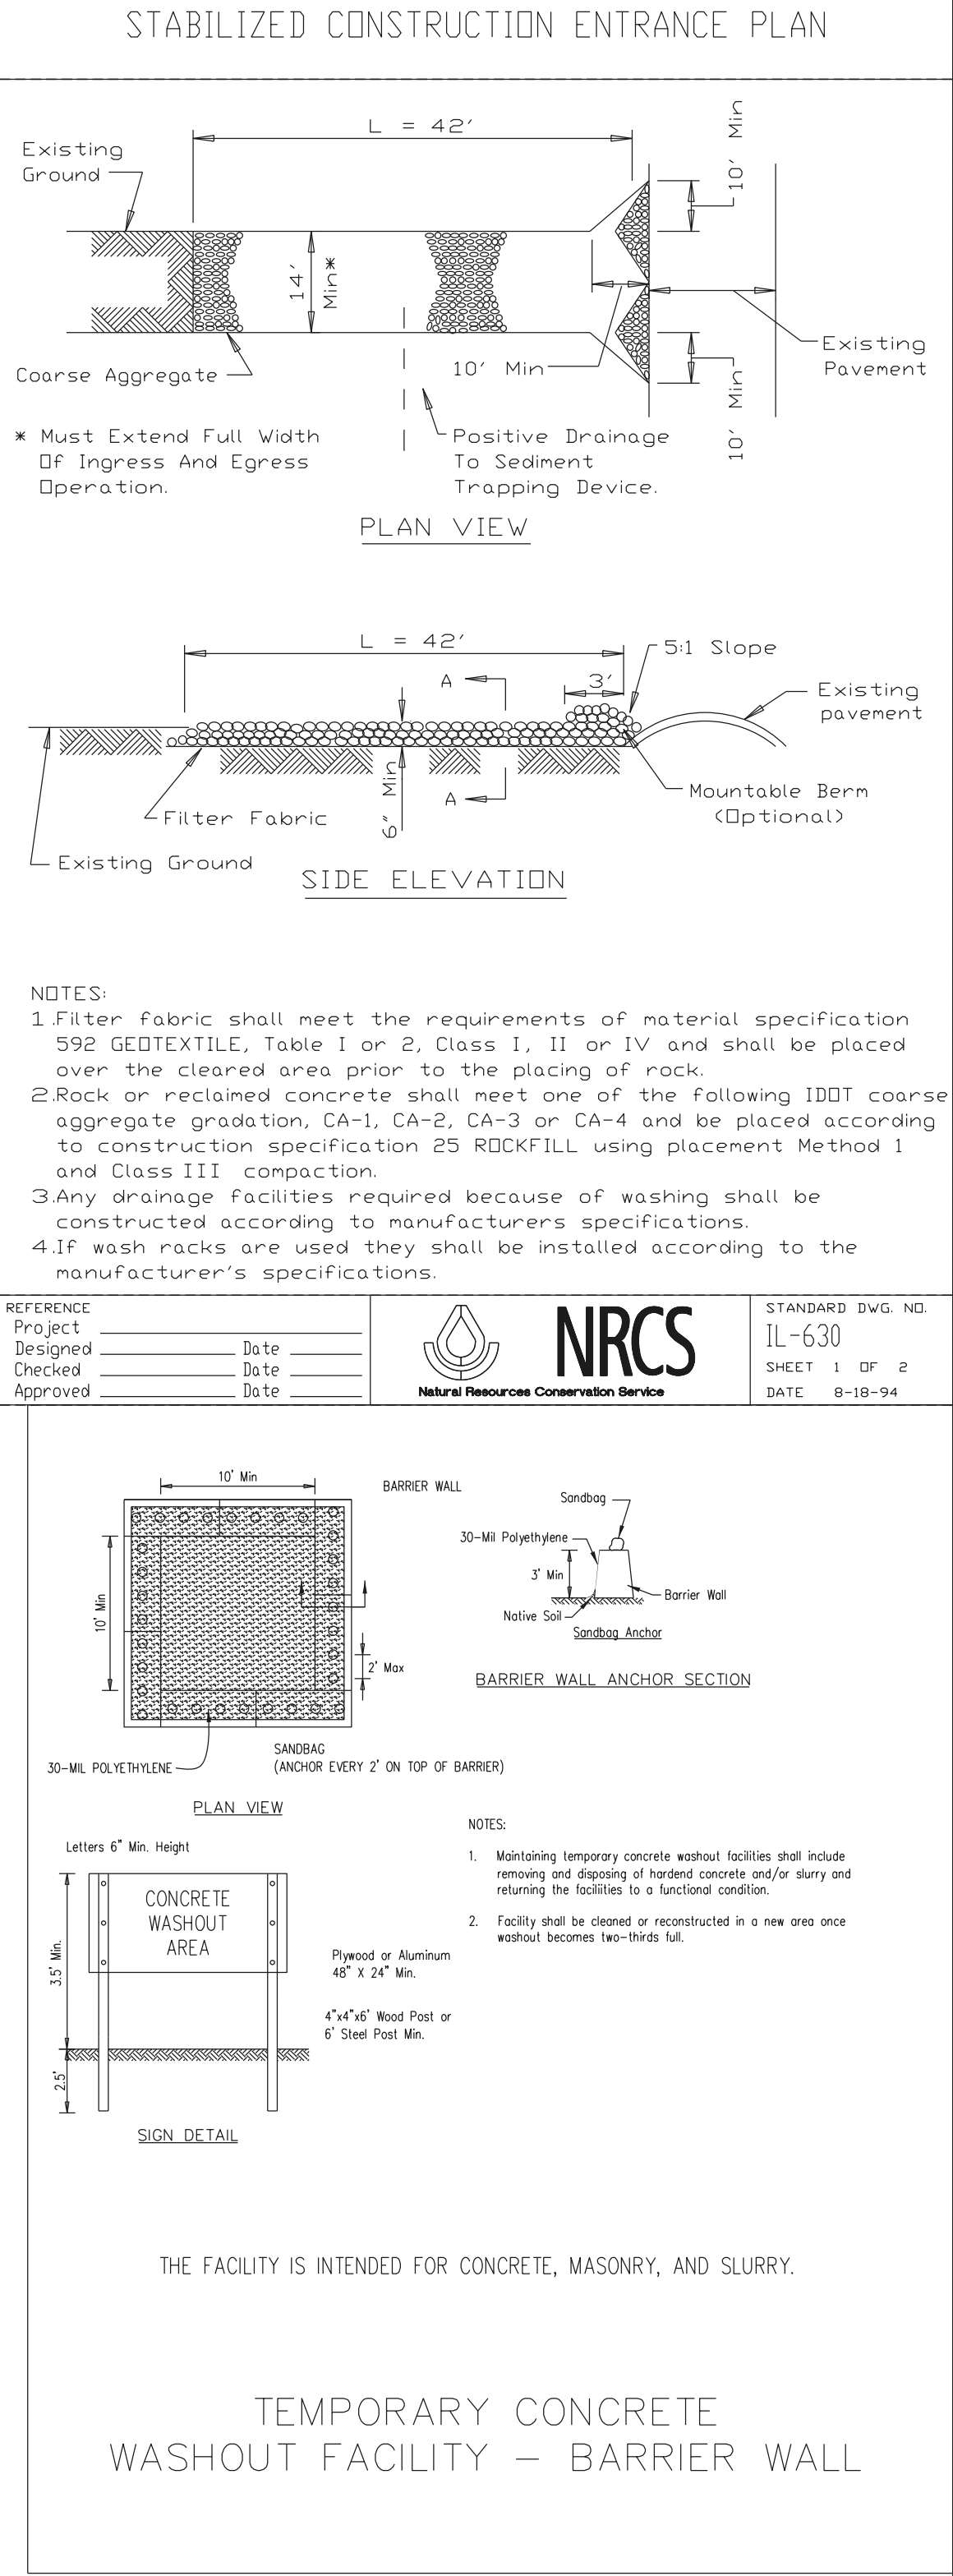 STABILIZED CONSTRUCTION ENTRANCE PLAN
L = 42'
10' Min
Existing
Ground
14'
Min*
10' Min
Existing
Pavement
Coarse Aggregate
10' Min
* Must Extend Full Width
Of Ingress And Egress
Operation.
Positive Drainage
To Sediment
Trapping Device.
PLAN VIEW
L = 42'
5:1 Slope
A
3'
Existing
pavement
6" Min
A
Mountable Berm
(Optional)
Filter Fabric
Existing Ground
SIDE ELEVATION
NOTES:
1.Filter fabric shall meet the requirements of material specification
592 GEOTEXTILE, Table I or 2, Class I, II or IV and shall be placed
over the cleared area prior to the placing of rock.
2.Rock or reclaimed concrete shall meet one of the following IDOT coarse
aggregate gradation, CA-1, CA-2, CA-3 or CA-4 and be placed according
to construction specification 25 ROCKFILL using placement Method 1
and Class III compaction.
3.Any drainage facilities required because of washing shall be
constructed according to manufacturers specifications.
4.If wash racks are used they shall be installed according to the
manufacturer's specifications.
REFERENCE
Project
Designed Date
Checked Date
Approved Date
NRCS
Natural Resources Conservation Service
STANDARD DWG. NO.
IL-630
SHEET 1 OF 2
DATE 8-18-94
10' Min
BARRIER WALL
10' Min
2' Max
30-MIL POLYETHYLENE
SANDBAG
(ANCHOR EVERY 2' ON TOP OF BARRIER)
PLAN VIEW
Sandbag
30-Mil Polyethylene
3' Min
Barrier Wall
Native Soil
Sandbag Anchor
BARRIER WALL ANCHOR SECTION
Letters 6" Min. Height
CONCRETE
WASHOUT
AREA
3.5' Min.
2.5'
Plywood or Aluminum
48" X 24" Min.
4"x4"x6' Wood Post or
6' Steel Post Min.
SIGN DETAIL
NOTES:
1. Maintaining temporary concrete washout facilities shall include
removing and disposing of hardend concrete and/or slurry and
returning the faciliities to a functional condition.
2. Facility shall be cleaned or reconstructed in a new area once
washout becomes two-thirds full.
THE FACILITY IS INTENDED FOR CONCRETE, MASONRY, AND SLURRY.
TEMPORARY CONCRETE
WASHOUT FACILITY - BARRIER WALL